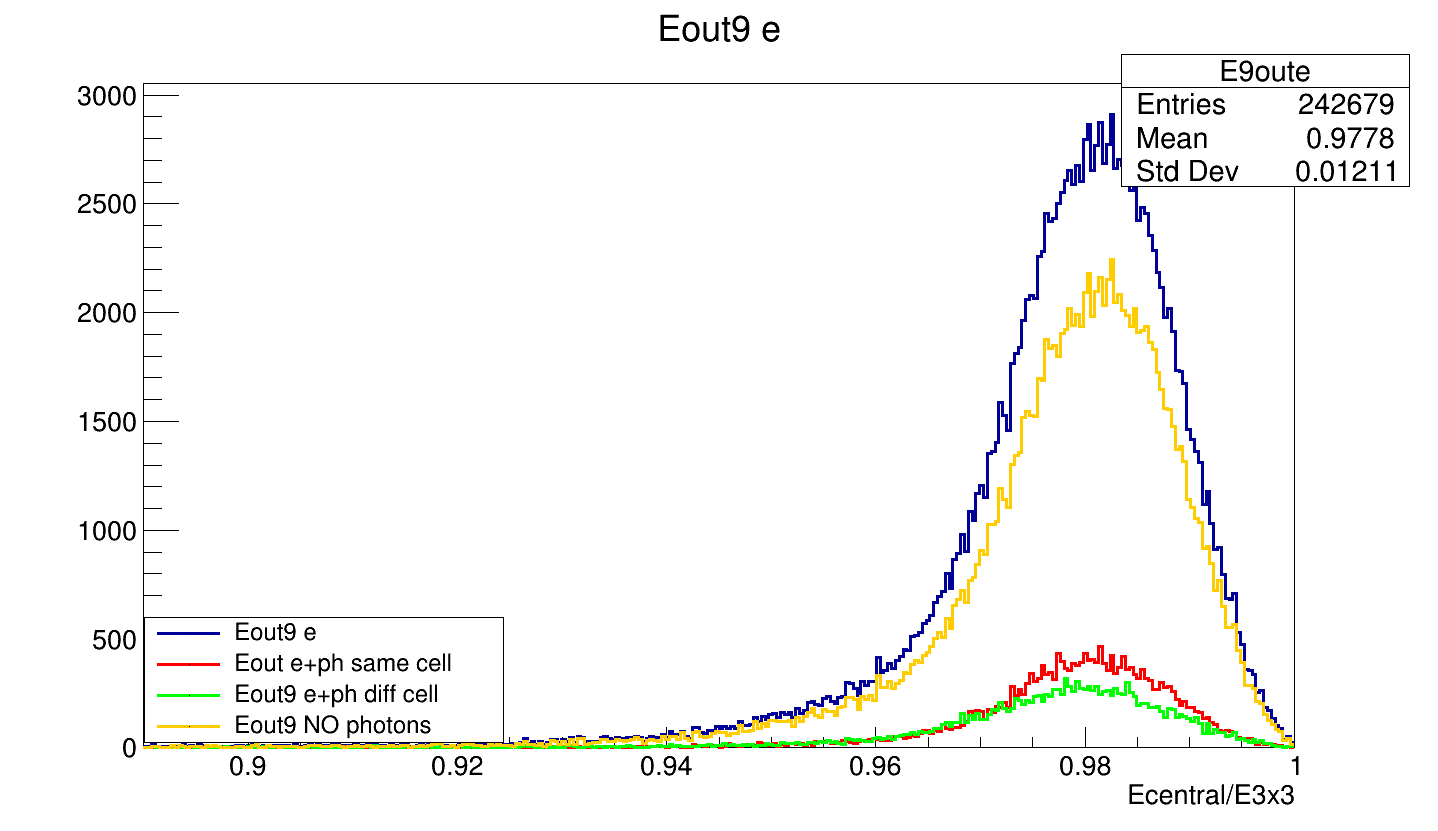 Eout9 e
E9oute
Entries 242679
Mean 0.9778
Std Dev 0.01211
3000
2500
2000
1500
1000
500
0
Eout9 e
Eout e+ph same cell
Eout9 e+ph diff cell
Eout9 NO photons
0.9 0.92 0.94 0.96 0.98 1
Ecentral/E3x3